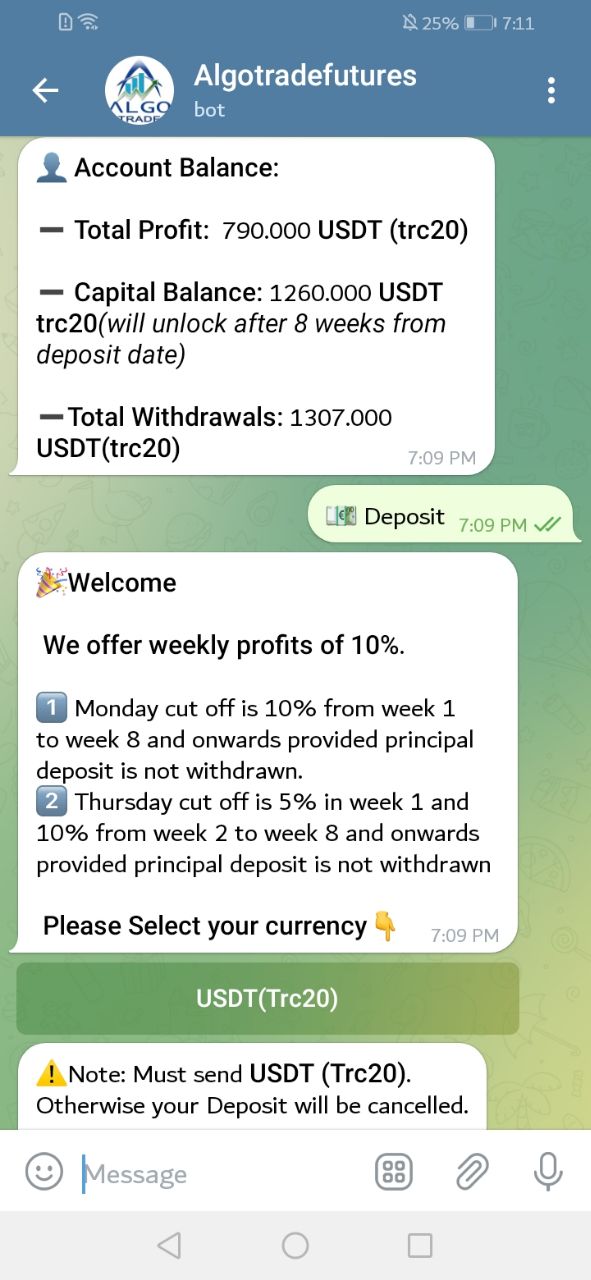 25% 7:11
Algotradefutures
ALGO
TRADE
bot
👤 Account Balance:
➖ Total Profit: 790.000 USDT (trc20)
➖ Capital Balance: 1260.000 USDT
trc20(will unlock after 8 weeks from
deposit date)
➖Total Withdrawals: 1307.000
USDT(trc20)
7:09 PM
💶 Deposit 7:09 PM
🎉Welcome
We offer weekly profits of 10%.
1️⃣ Monday cut off is 10% from week 1
to week 8 and onwards provided principal
deposit is not withdrawn.
2️⃣ Thursday cut off is 5% in week 1 and
10% from week 2 to week 8 and onwards
provided principal deposit is not withdrawn
Please Select your currency👇 7:09 PM
USDT(Trc20)
⚠️Note: Must send USDT (Trc20).
Otherwise your Deposit will be cancelled.
Message